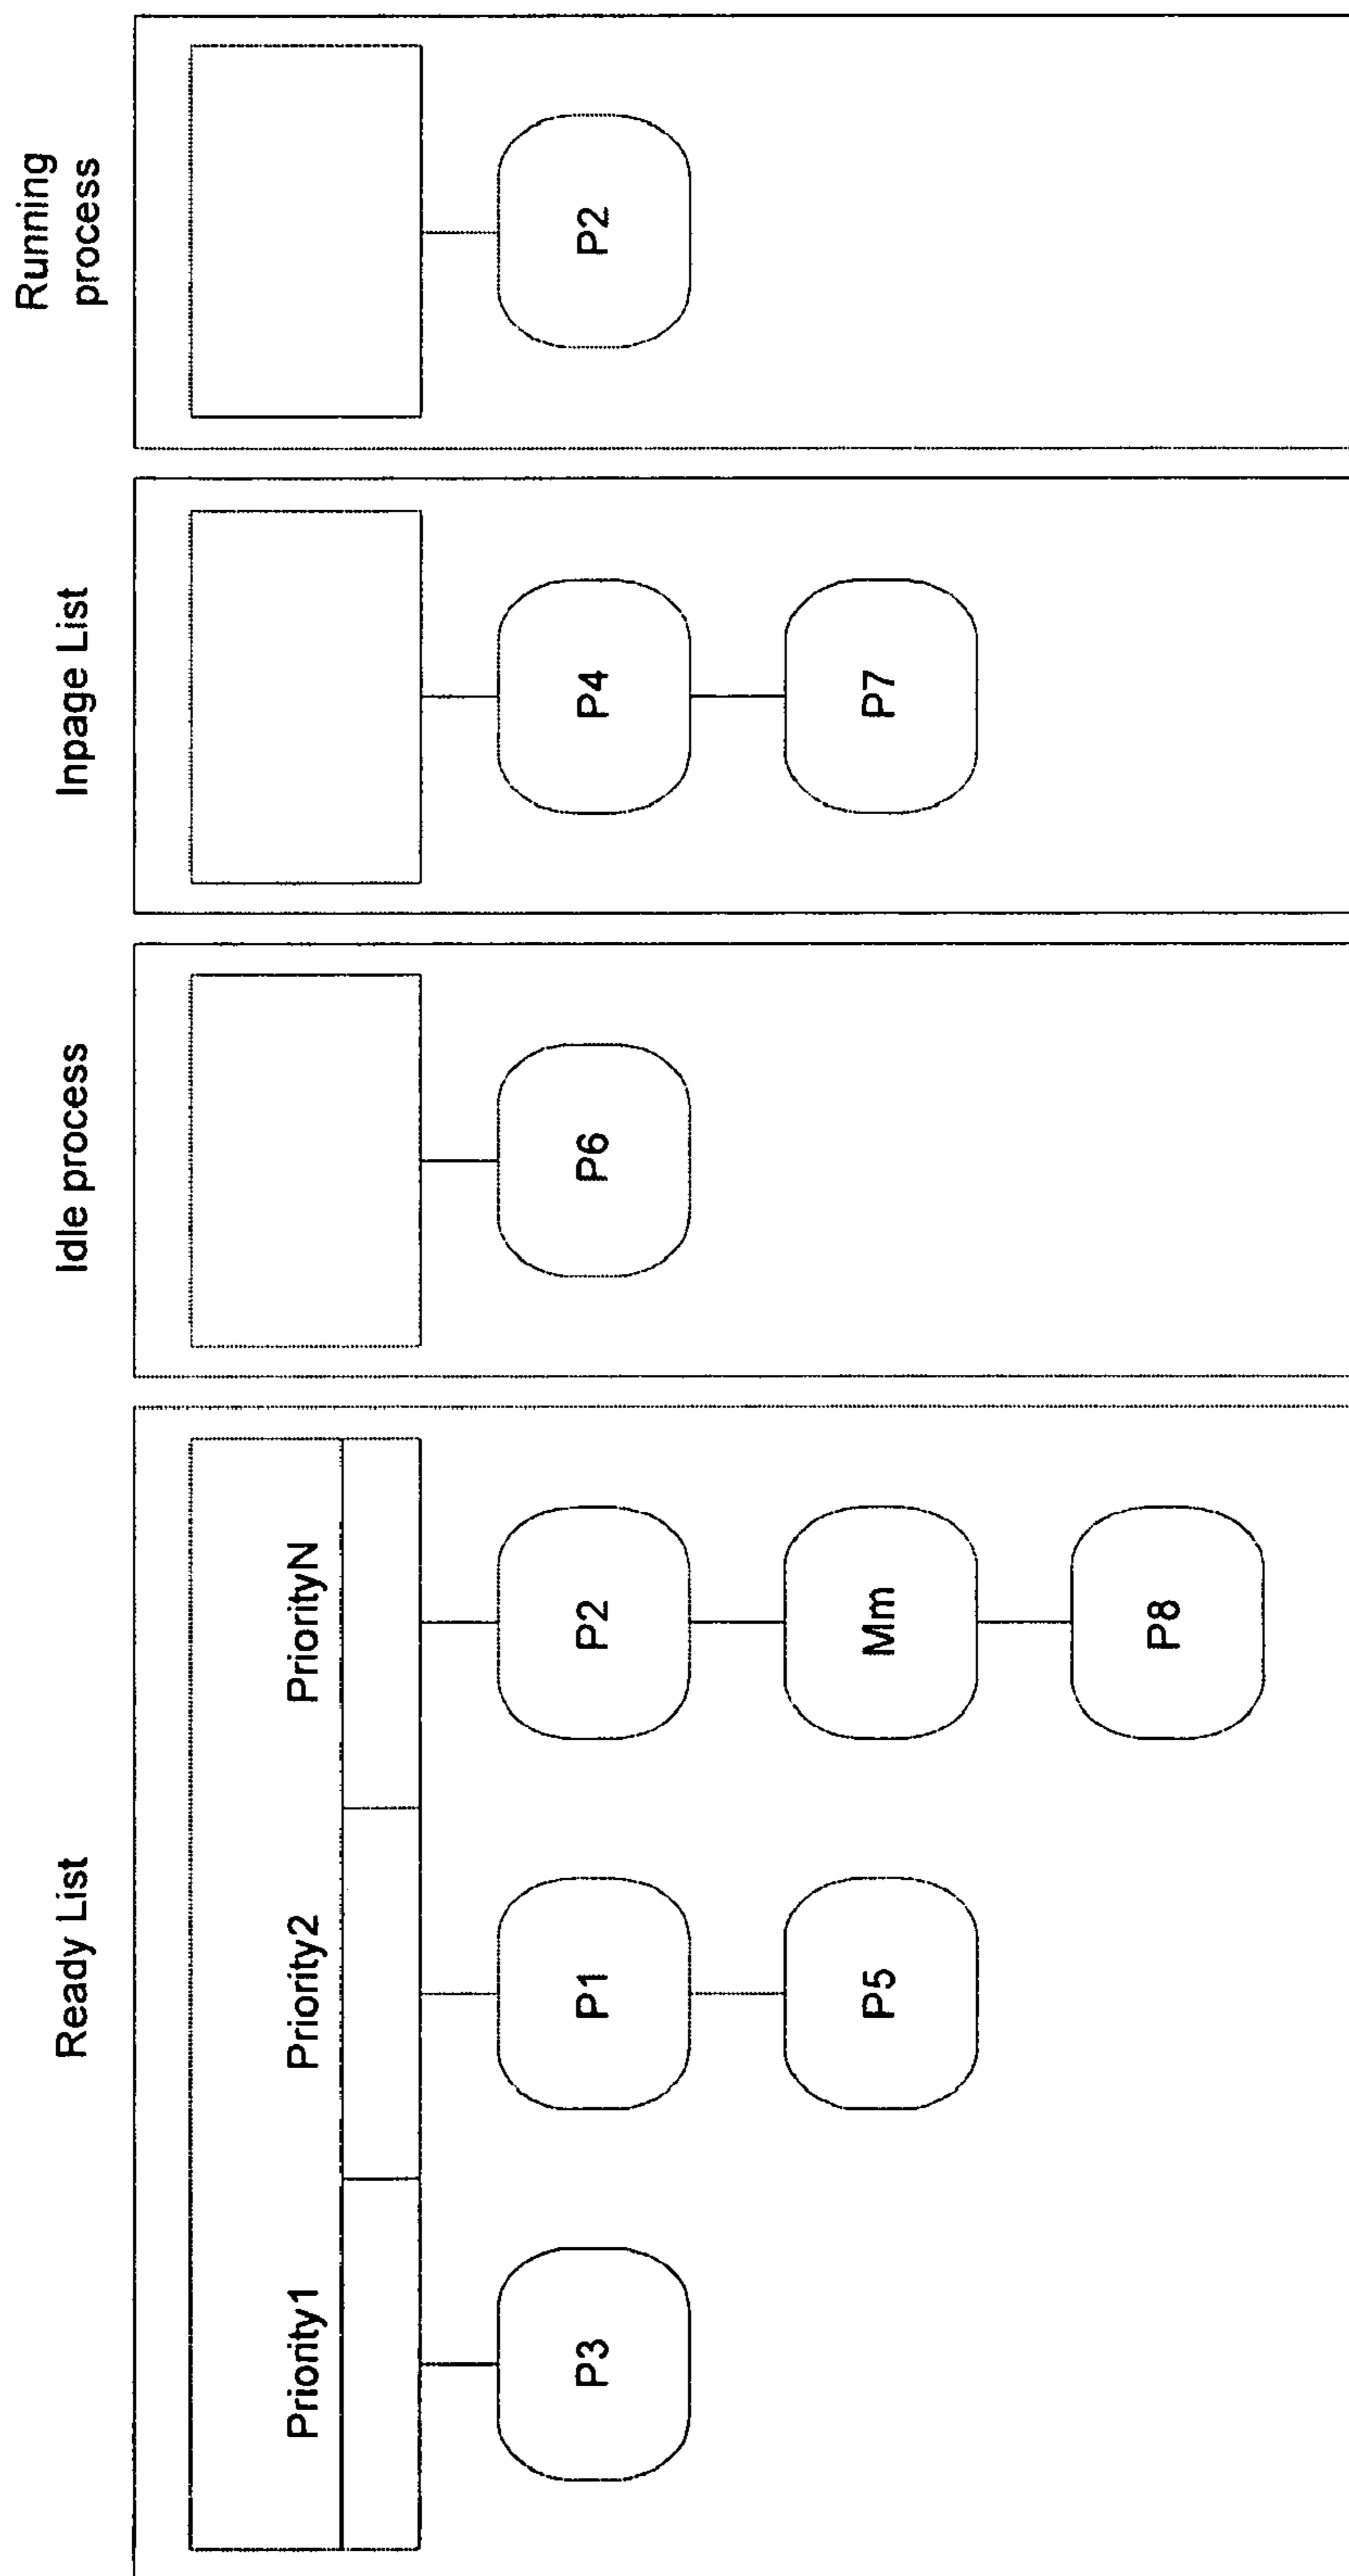 Ready List
Priority1
Priority2
PriorityN
P3
P1
P5
P2
Mm
P8
Idle process
P6
Inpage List
P4
P7
Running
process
P2